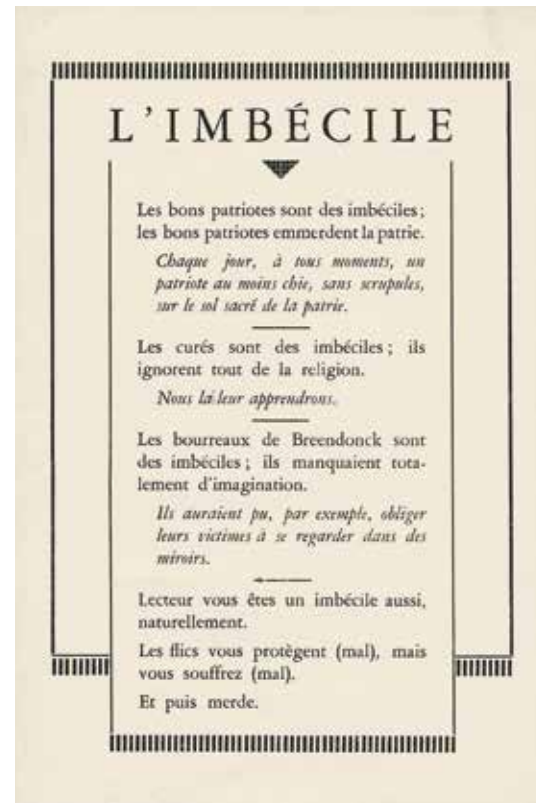 L'IMBÉCILE
Les bons patriotes sont des imbéciles;
les bons patriotes emmerdent la patrie.
Chaque jour, à tous moments, un
patriote au moins chie, sans scrupules,
sur le sol sacré de la patrie.
Les curés sont des imbéciles; ils
ignorent tout de la religion.
Nous la leur apprendrons.
Les bourreaux de Breendonck sont
des imbéciles; ils manquaient tota-
lement d'imagination.
Ils auraient pu, par exemple, obliger
leurs victimes à se regarder dans des
miroirs.
Lecteur vous êtes un imbécile aussi,
naturellement.
Les flics vous protègent (mal), mais
vous souffrez (mal).
Et puis merde.